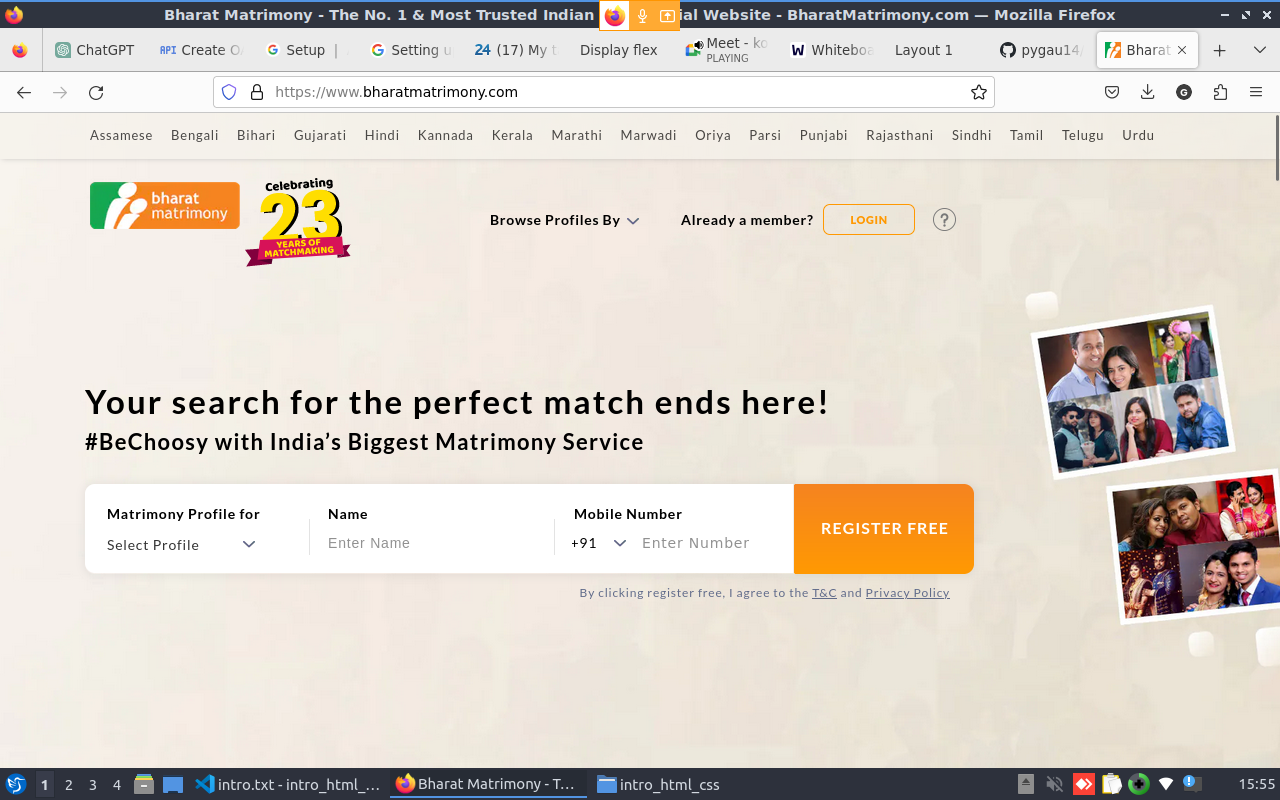 Bharat Matrimony - The No. 1 & Most Trusted Indian ial Website - BharatMatrimony.com — Mozilla Firefox
ChatGPT
API Create O
Setup |
Setting u
24 (17) My t
Display flex
Meet - ko
PLAYING
W Whiteboa
Layout 1
pygau14/
Bharat
https://www.bharatmatrimony.com
G
Assamese Bengali Bihari Gujarati Hindi Kannada Kerala Marathi Marwadi Oriya Parsi Punjabi Rajasthani Sindhi Tamil Telugu Urdu
bharat
matrimony
Celebrating
23
YEARS OF
MATCHMAKING
Browse Profiles By
Already a member?
LOGIN
?
Your search for the perfect match ends here!
#BeChoosy with India’s Biggest Matrimony Service
Matrimony Profile for
Select Profile
Name
Enter Name
Mobile Number
+91 Enter Number
REGISTER FREE
By clicking register free, I agree to the T&C and Privacy Policy
1 2 3 4
intro.txt - intro_html_...
Bharat Matrimony - T...
intro_html_css
15:55